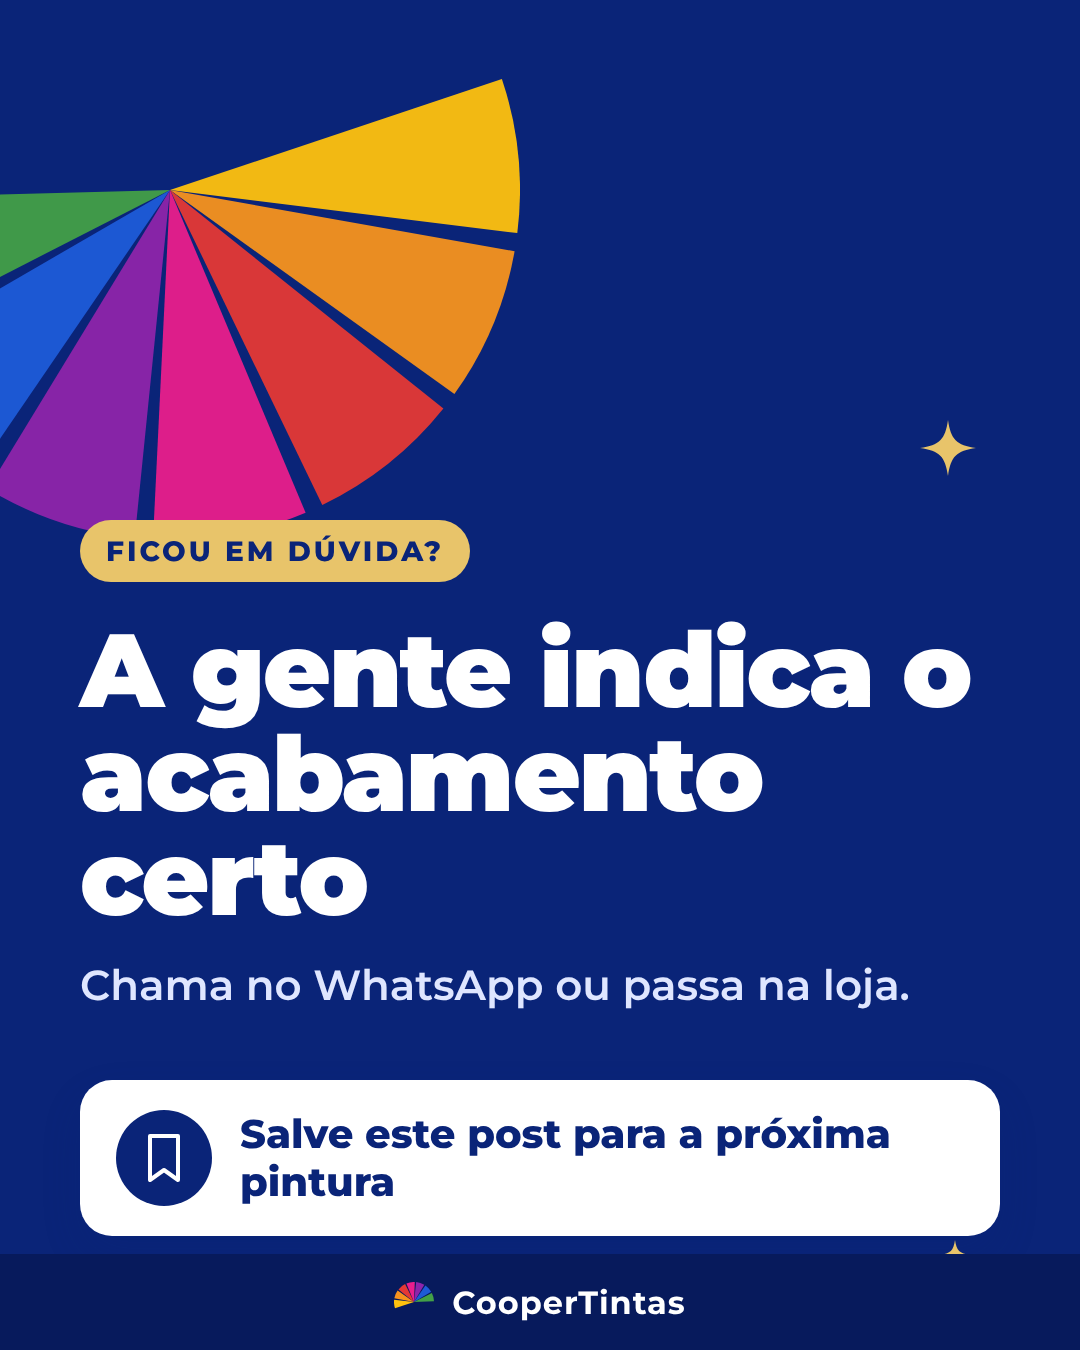 FICOU EM DÚVIDA?
A gente indica o
acabamento
certo
Chama no WhatsApp ou passa na loja.
Salve este post para a próxima
pintura
CooperTintas